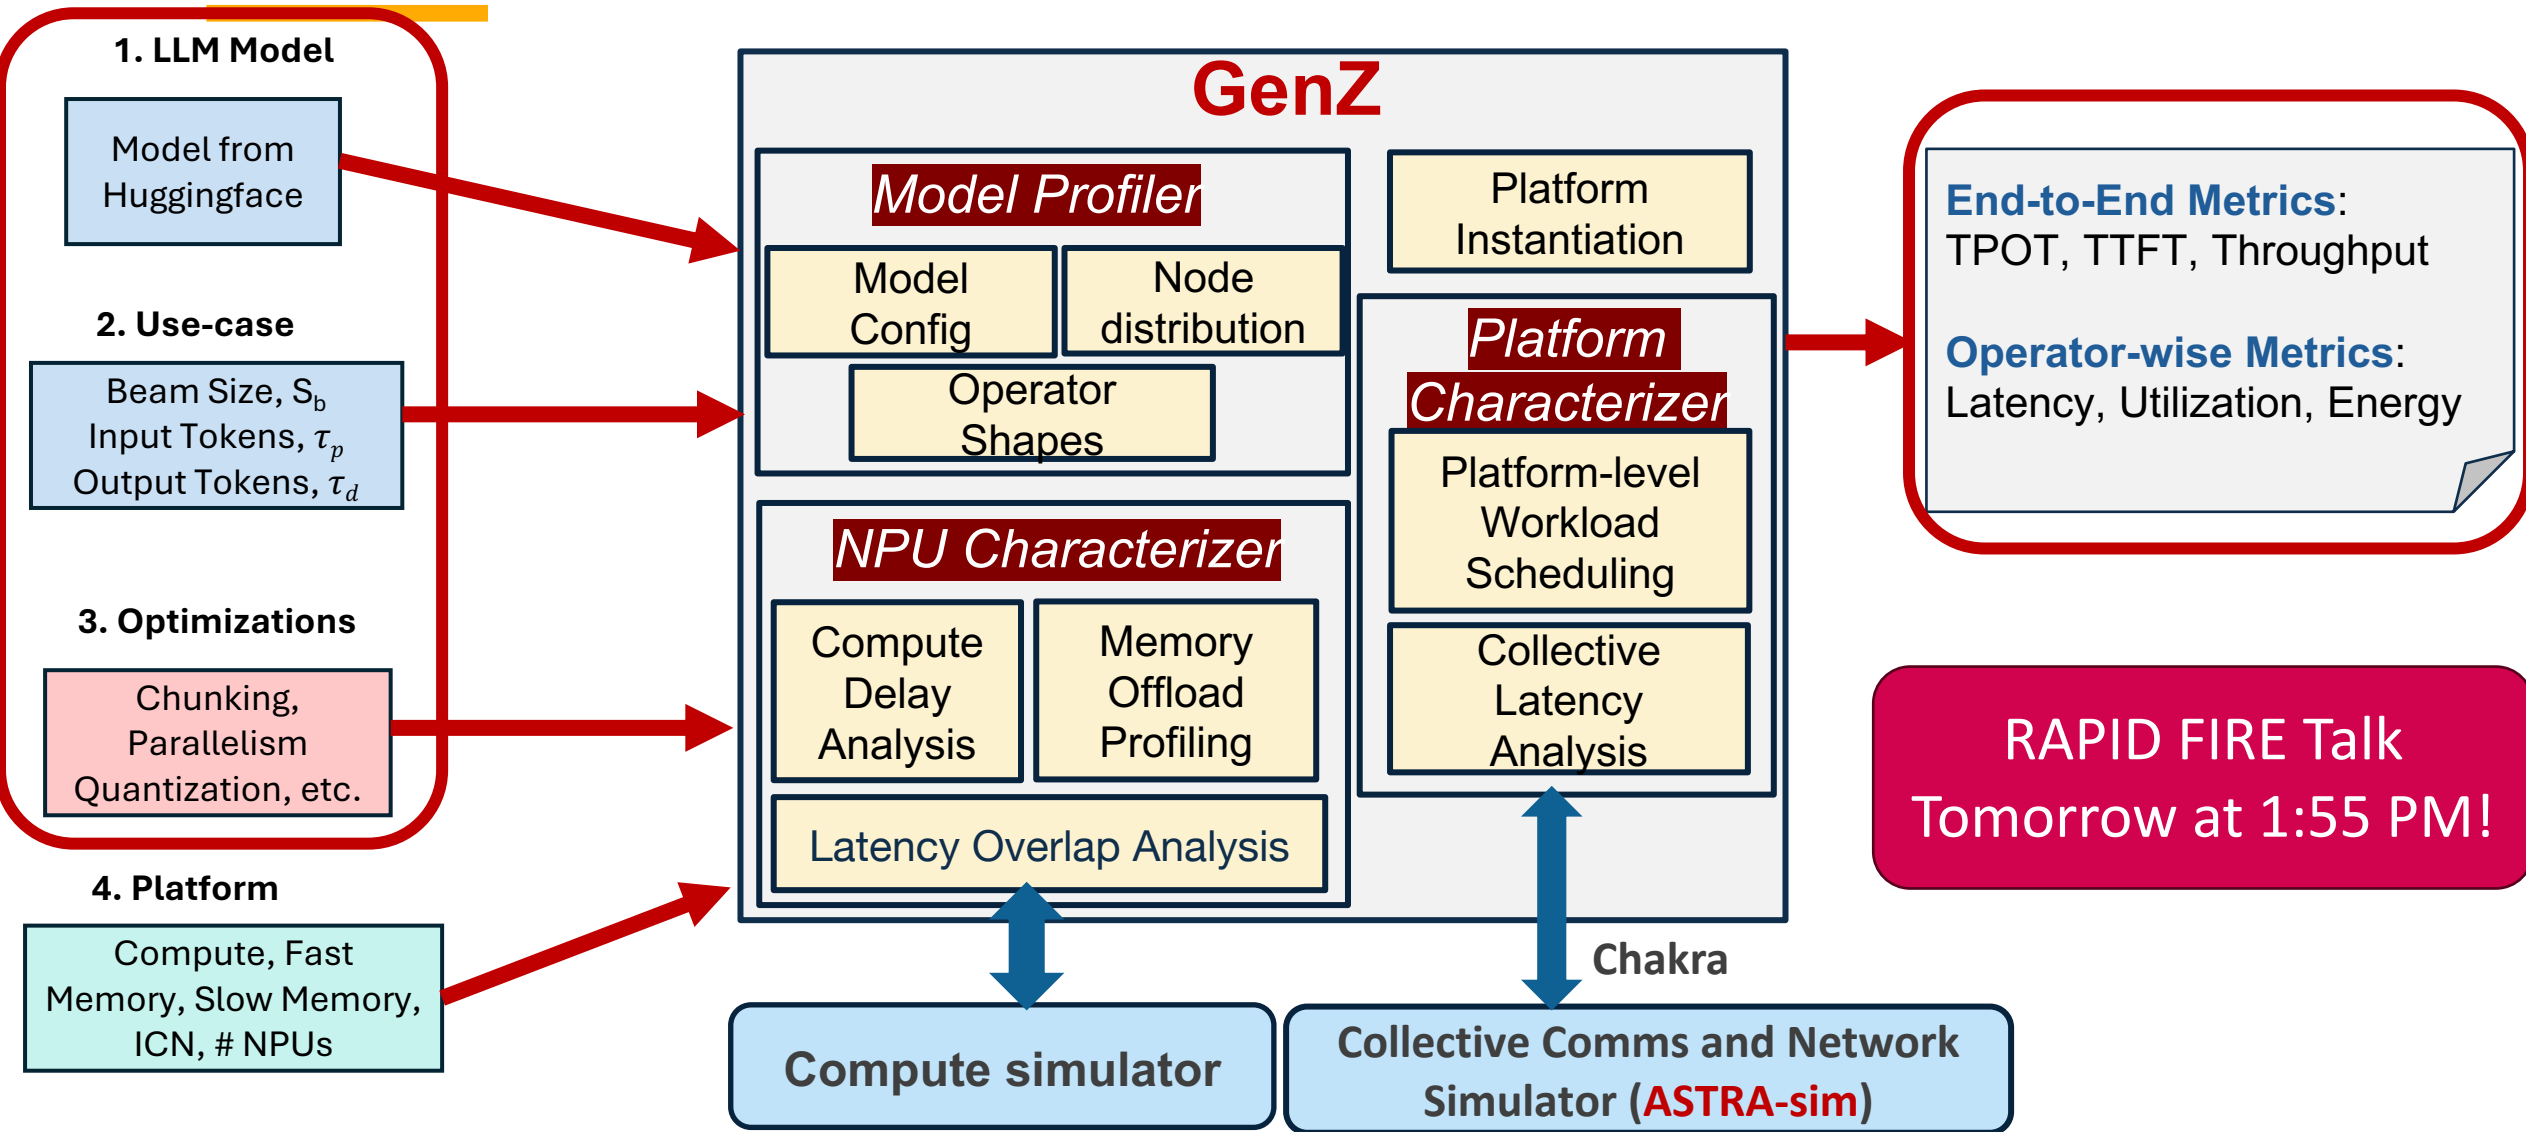 1. LLM Model
Model from
Huggingface
2. Use-case
Beam Size, S_b
Input Tokens, τ_p
Output Tokens, τ_d
3. Optimizations
Chunking,
Parallelism
Quantization, etc.
4. Platform
Compute, Fast
Memory, Slow Memory,
ICN, # NPUs
GenZ
Model Profiler
Model
Config
Node
distribution
Operator
Shapes
NPU Characterizer
Compute
Delay
Analysis
Memory
Offload
Profiling
Latency Overlap Analysis
Platform
Instantiation
Platform
Characterizer
Platform-level
Workload
Scheduling
Collective
Latency
Analysis
Chakra
Compute simulator
Collective Comms and Network
Simulator (ASTRA-sim)
End-to-End Metrics:
TPOT, TTFT, Throughput
Operator-wise Metrics:
Latency, Utilization, Energy
RAPID FIRE Talk
Tomorrow at 1:55 PM!